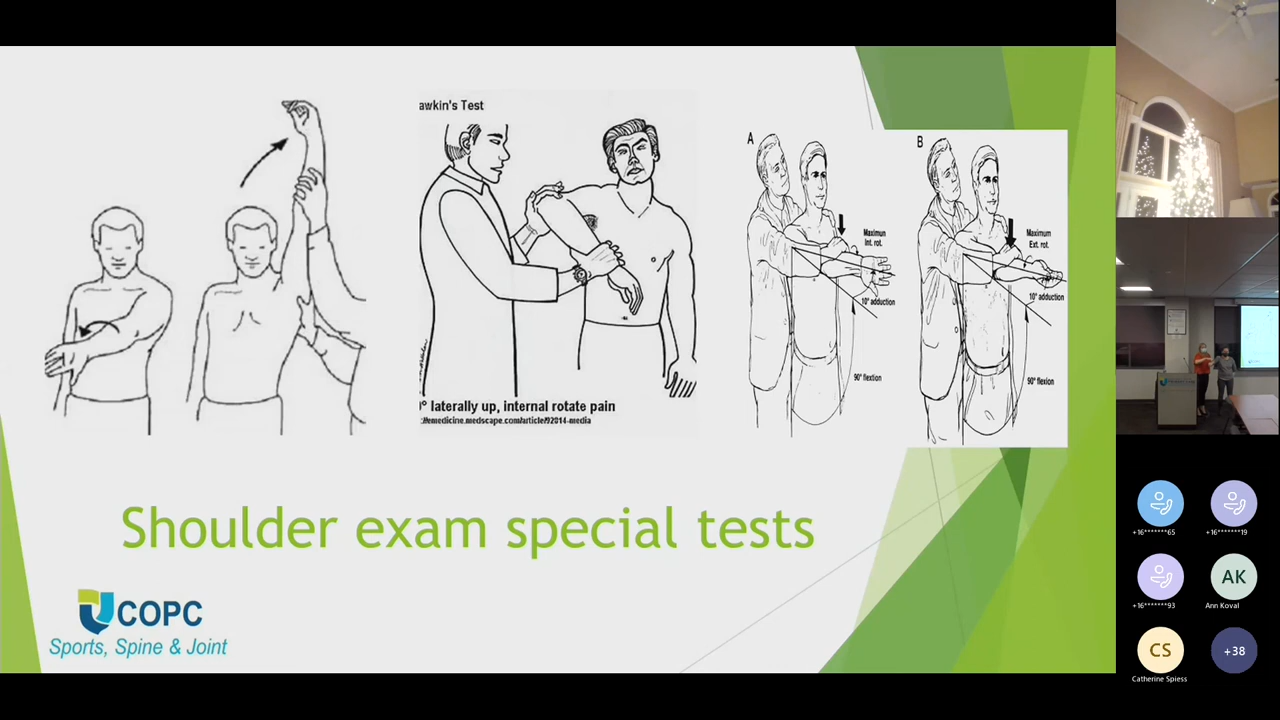 awkin's Test
° laterally up, internal rotate pain
://emedicine.medscape.com/article/92014-media
A
Maximun
Int. rot.
10° adduction
90° flexlion
B
Maximum
Ext. rot.
10° adduction
90° flexion
Shoulder exam special tests
COPC
Sports, Spine & Joint
+16*******65
+16*******19
+16*******93
AK
Ann Koval
CS
Catherine Spiess
+38